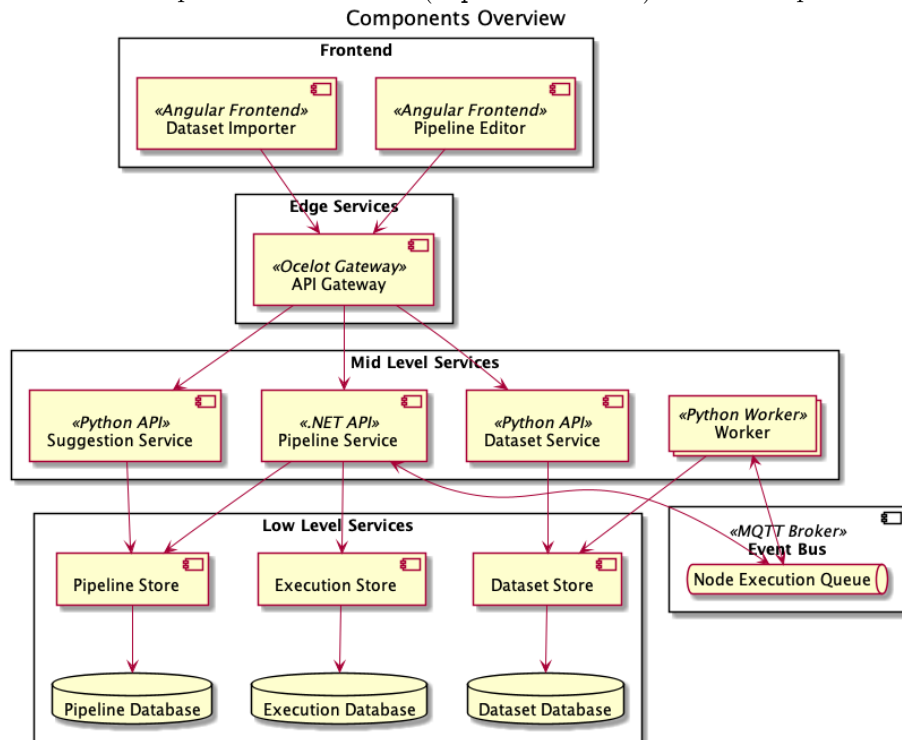 Components Overview
Frontend
«Angular Frontend»
Dataset Importer
«Angular Frontend»
Pipeline Editor
Edge Services
«Ocelot Gateway»
API Gateway
Mid Level Services
«Python API»
Suggestion Service
«.NET API»
Pipeline Service
«Python API»
Dataset Service
«Python Worker»
Worker
Low Level Services
«MQTT Broker»
Event Bus
Node Execution Queue
Pipeline Store
Execution Store
Dataset Store
Pipeline Database
Execution Database
Dataset Database